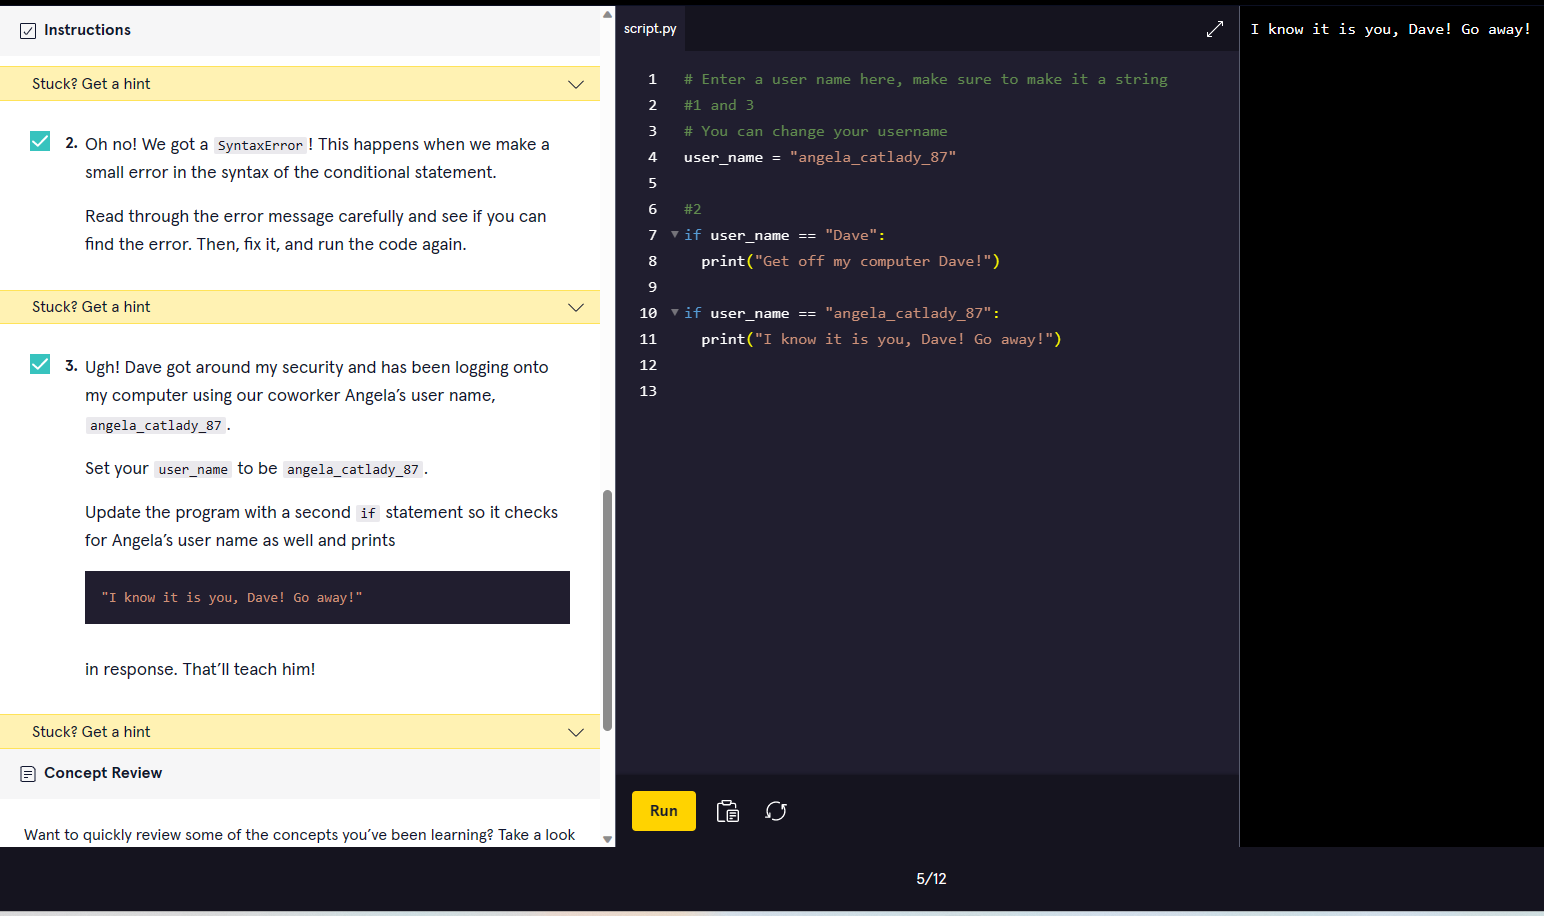 Instructions
Stuck? Get a hint
2. Oh no! We got a SyntaxError! This happens when we make a
small error in the syntax of the conditional statement.
Read through the error message carefully and see if you can
find the error. Then, fix it, and run the code again.
Stuck? Get a hint
3. Ugh! Dave got around my security and has been logging onto
my computer using our coworker Angela’s user name,
angela_catlady_87.
Set your user_name to be angela_catlady_87.
Update the program with a second if statement so it checks
for Angela’s user name as well and prints
"I know it is you, Dave! Go away!"
in response. That’ll teach him!
Stuck? Get a hint
Concept Review
Want to quickly review some of the concepts you’ve been learning? Take a look
script.py
1 # Enter a user name here, make sure to make it a string
2 #1 and 3
3 # You can change your username
4 user_name = "angela_catlady_87"
5
6 #2
7 if user_name == "Dave":
8 print("Get off my computer Dave!")
9
10 if user_name == "angela_catlady_87":
11 print("I know it is you, Dave! Go away!")
12
13
Run
I know it is you, Dave! Go away!
5/12